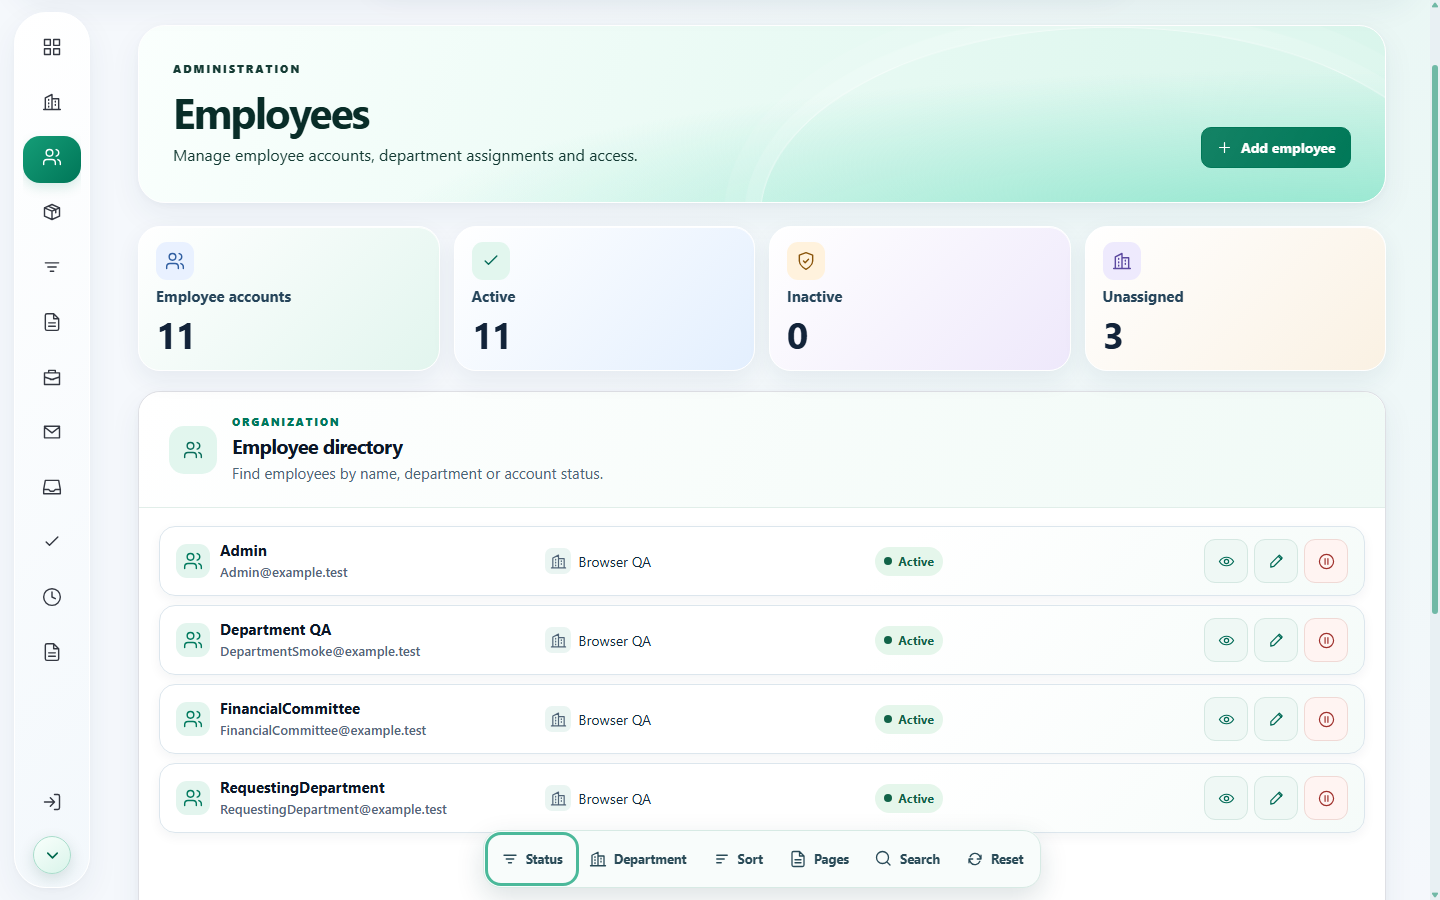 ADMINISTRATION
Employees
Manage employee accounts, department assignments and access.
Add employee
Employee accounts
11
Active
11
Inactive
0
Unassigned
3
ORGANIZATION
Employee directory
Find employees by name, department or account status.
Admin
Admin@example.test
Browser QA
Active
Department QA
DepartmentSmoke@example.test
Browser QA
Active
FinancialCommittee
FinancialCommittee@example.test
Browser QA
Active
RequestingDepartment
RequestingDepartment@example.test
Browser QA
Active
Status
Department
Sort
Pages
Search
Reset